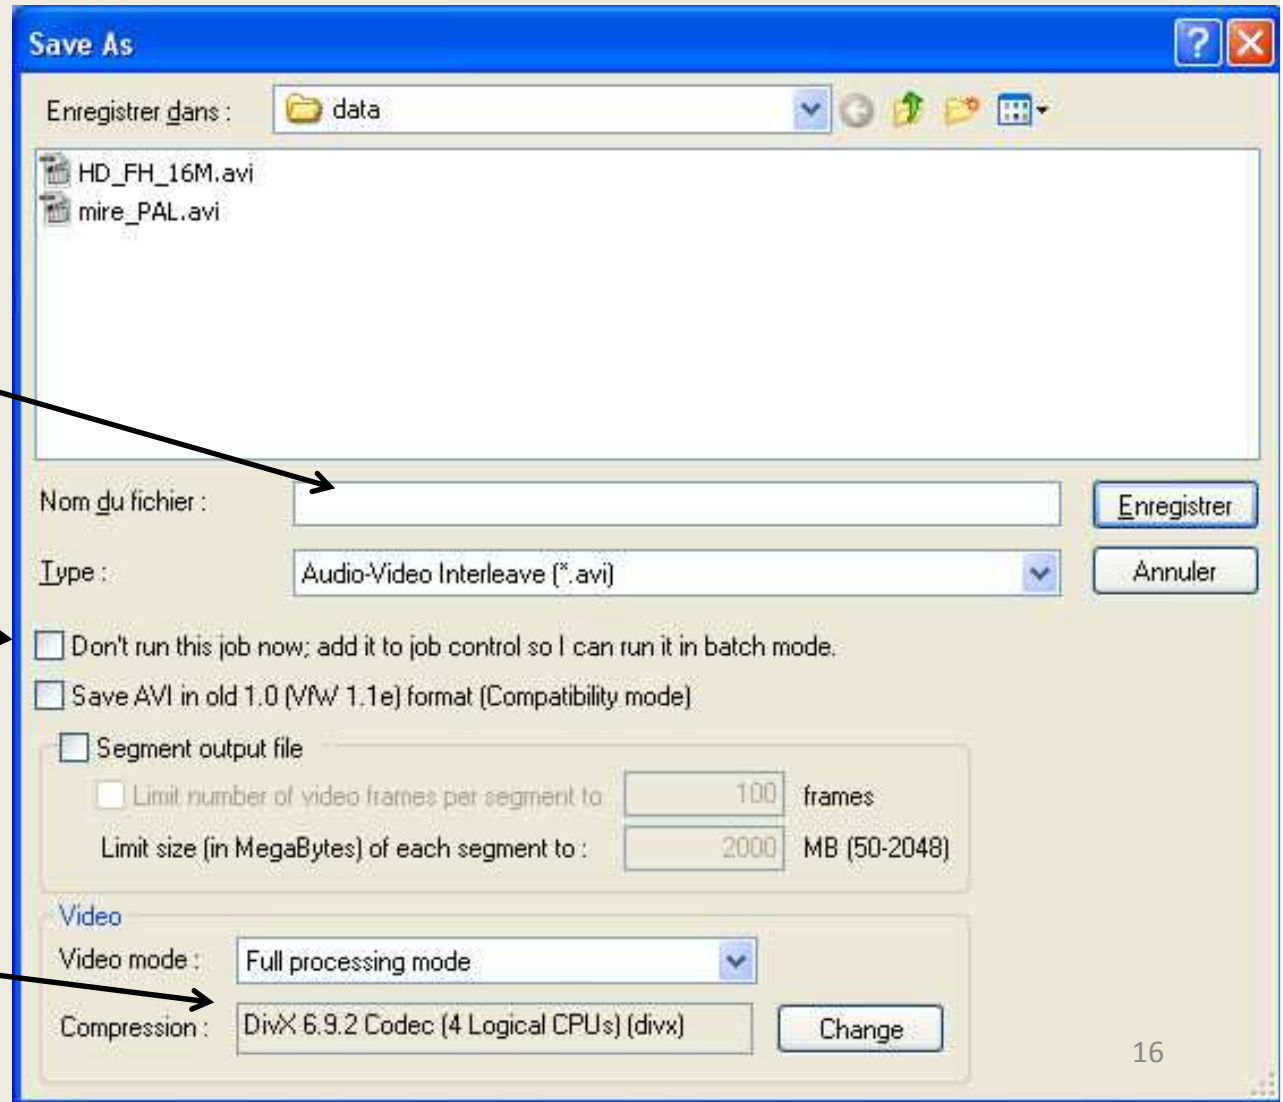 Save As
Enregistrer dans : data
HD_FH_16M.avi
mire_PAL.avi
Nom du fichier : Enregistrer
Type : Audio-Video Interleave (*.avi) Annuler
Don't run this job now; add it to job control so I can run it in batch mode.
Save AVI in old 1.0 (VfW 1.1e) format (Compatibility mode)
Segment output file
Limit number of video frames per segment to 100 frames
Limit size (in MegaBytes) of each segment to : 2000 MB (50-2048)
Video
Video mode : Full processing mode
Compression : DivX 6.9.2 Codec (4 Logical CPUs) (divx) Change
16